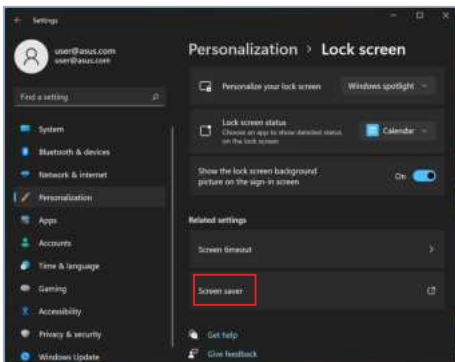 Settings
user@asus.com
user@asus.com
Find a setting
System
Bluetooth & devices
Network & internet
Personalization
Apps
Accounts
Time & language
Gaming
Accessibility
Privacy & security
Windows Update
Personalization > Lock screen
Personalize your lock screen
Windows spotlight
Lock screen status
Choose an app to show detailed status
on the lock screen
Calendar
Show the lock screen background
picture on the sign-in screen
On
Related settings
Screen timeout
Screen saver
Get help
Give feedback